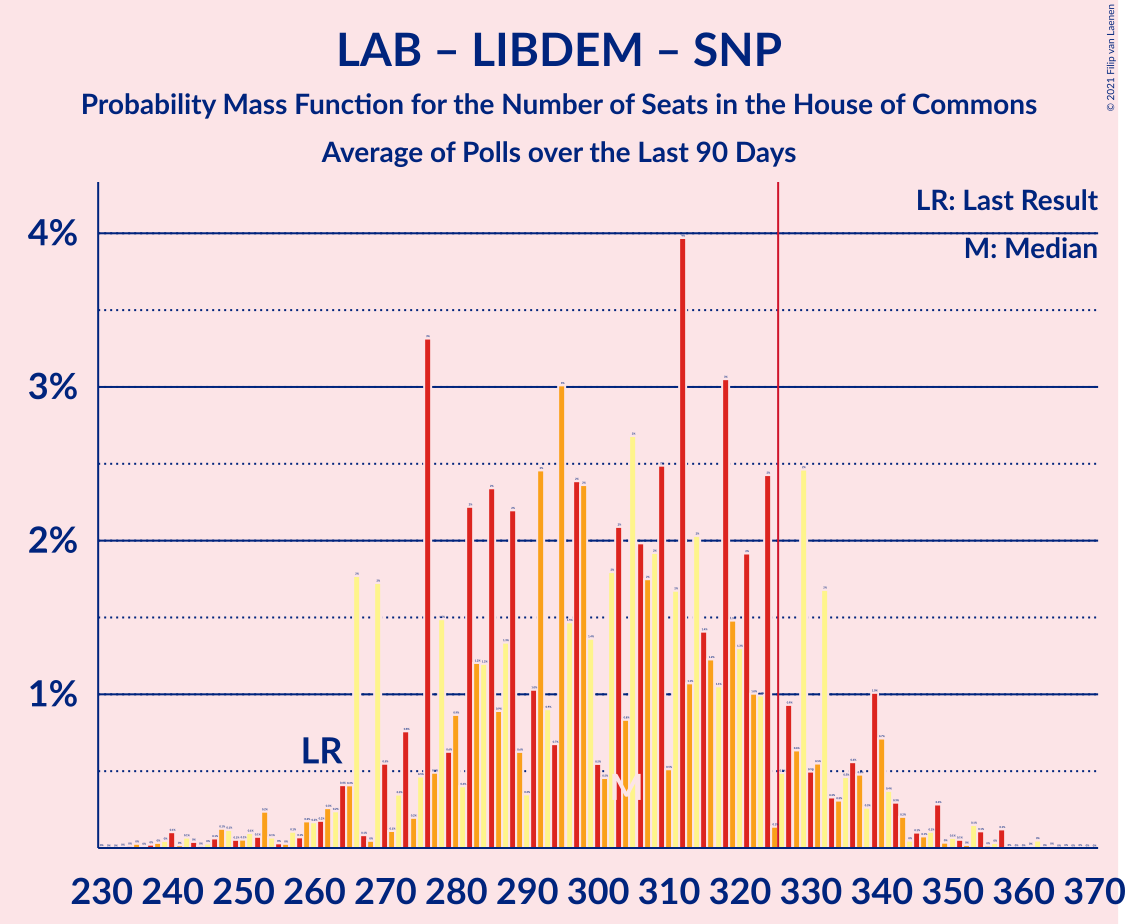 LAB – LIBDEM – SNP
Probability Mass Function for the Number of Seats in the House of Commons
Average of Polls over the Last 90 Days
© 2021 Filip van Laenen
LR: Last Result
M: Median
4%
3%
2%
1%
LR
M
230 240 250 260 270 280 290 300 310 320 330 340 350 360 370